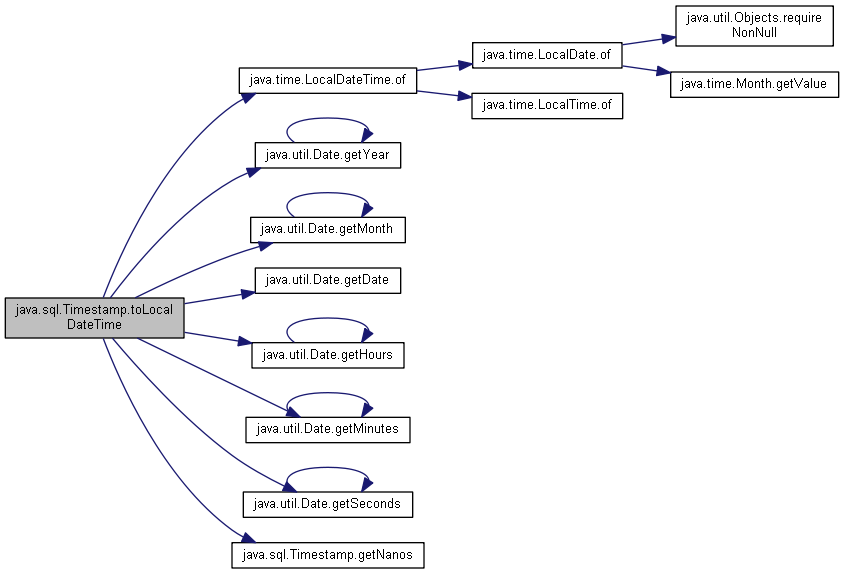 java.util.Objects.require
NonNull
java.time.LocalDate.of
java.time.LocalDateTime.of
java.time.Month.getValue
java.time.LocalTime.of
java.util.Date.getYear
java.util.Date.getMonth
java.util.Date.getDate
java.sql.Timestamp.toLocal
DateTime
java.util.Date.getHours
java.util.Date.getMinutes
java.util.Date.getSeconds
java.sql.Timestamp.getNanos